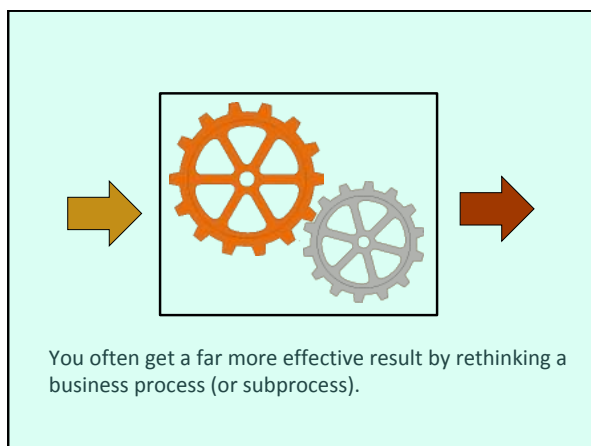 You often get a far more effective result by rethinking a
business process (or subprocess).